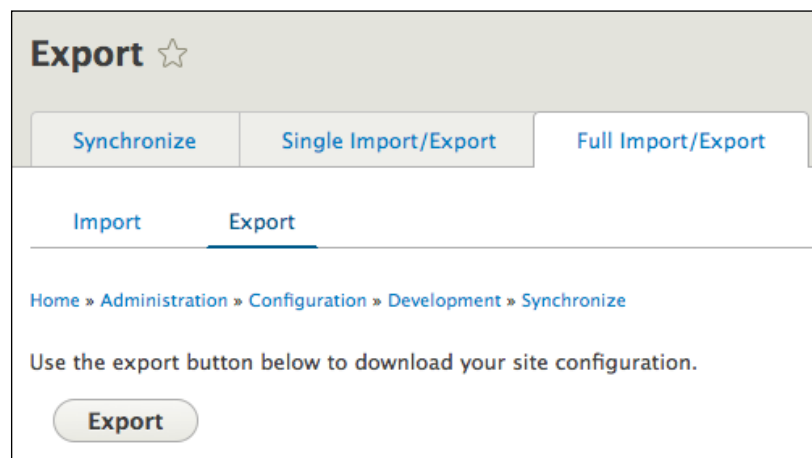 Export
Synchronize Single Import/Export Full Import/Export
Import Export
Home » Administration » Configuration » Development » Synchronize
Use the export button below to download your site configuration.
Export